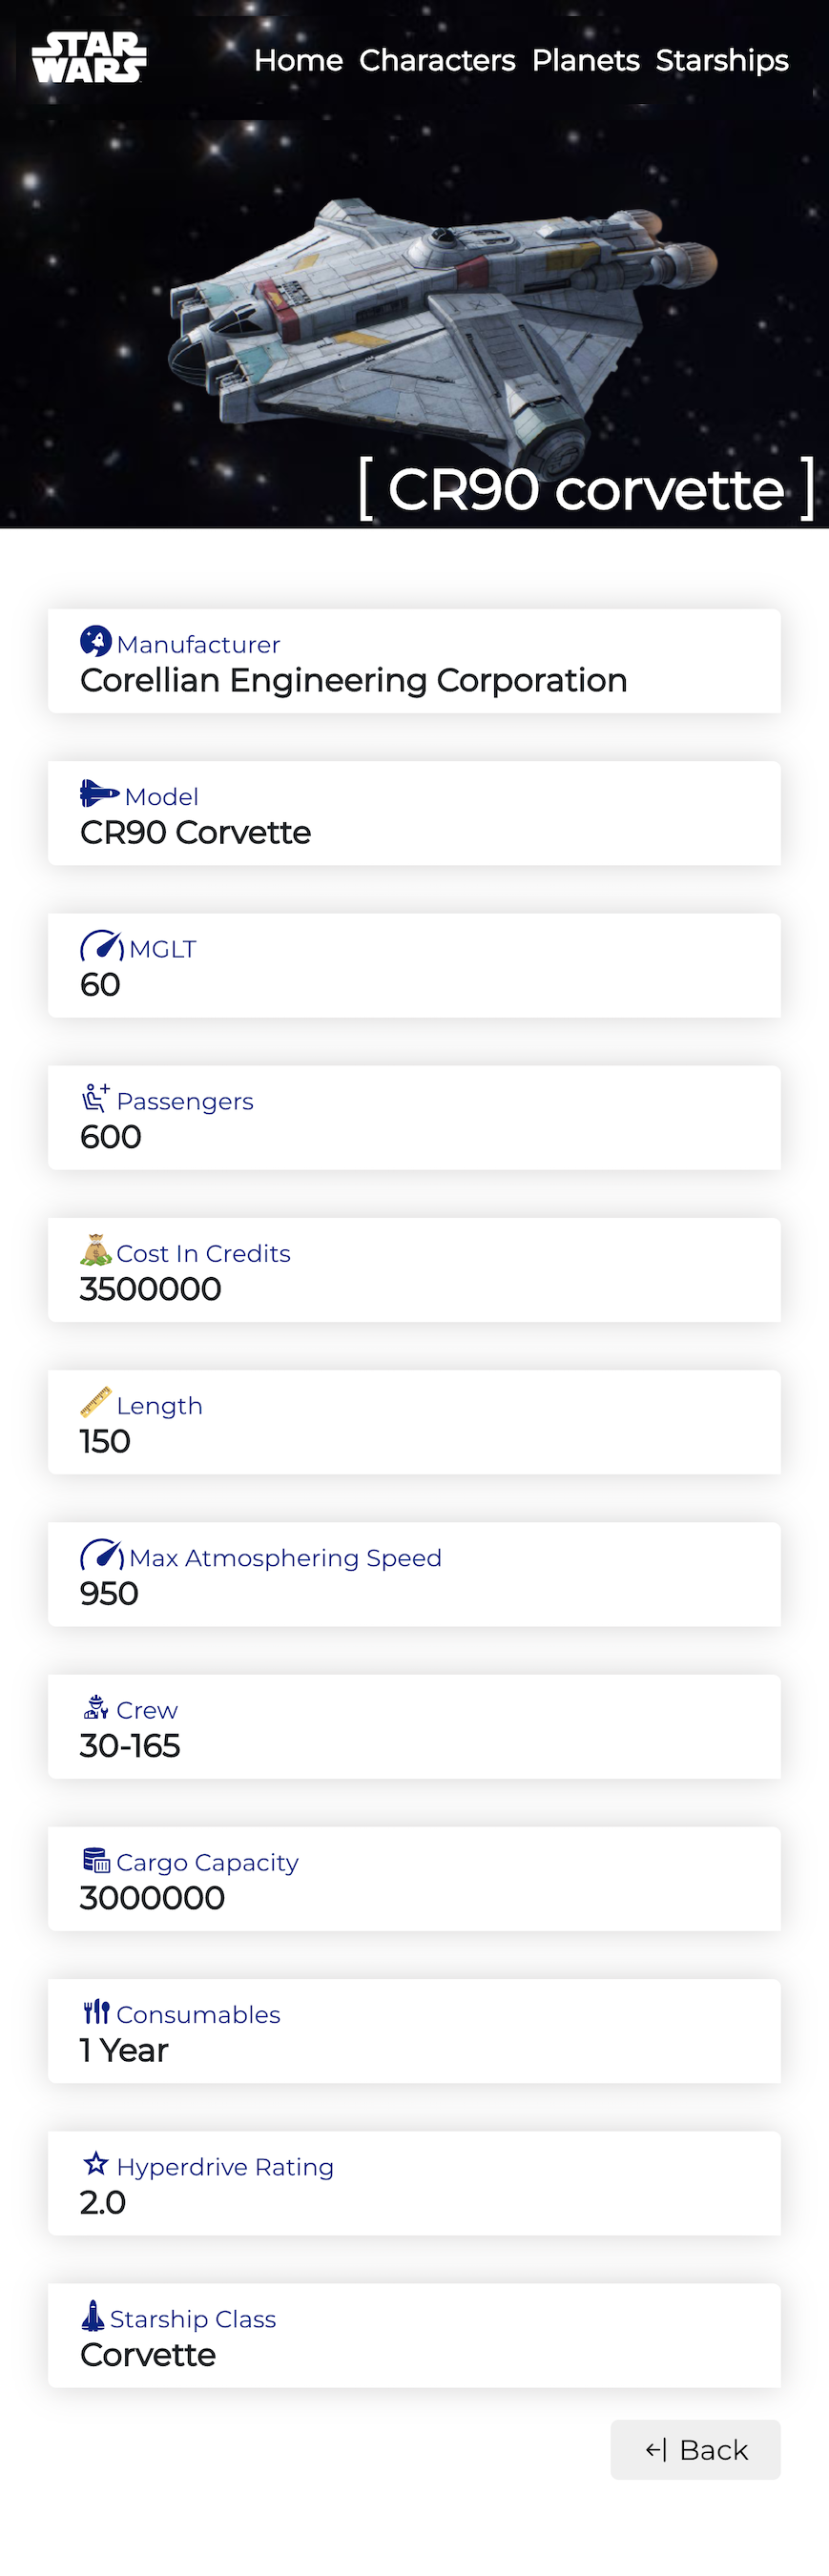 STAR
WARS
Home Characters Planets Starships
[ CR90 corvette ]
Manufacturer
Corellian Engineering Corporation
Model
CR90 Corvette
MGLT
60
Passengers
600
Cost In Credits
3500000
Length
150
Max Atmosphering Speed
950
Crew
30-165
Cargo Capacity
3000000
Consumables
1 Year
Hyperdrive Rating
2.0
Starship Class
Corvette
Back